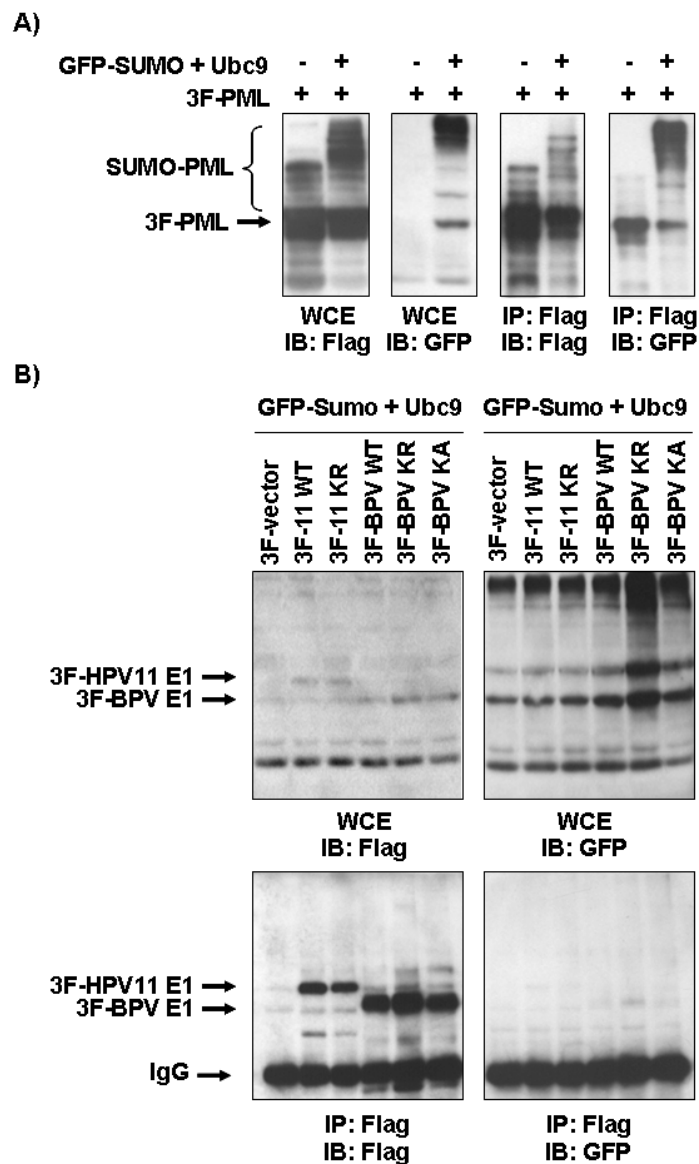 A)
GFP-SUMO + Ubc9 - + - + - + - +
3F-PML + + + + + + + +
SUMO-PML
3F-PML
WCE
IB: Flag
WCE
IB: GFP
IP: Flag
IB: Flag
IP: Flag
IB: GFP
B)
GFP-Sumo + Ubc9
GFP-Sumo + Ubc9
3F-vector
3F-11 WT
3F-11 KR
3F-BPV WT
3F-BPV KR
3F-BPV KA
3F-vector
3F-11 WT
3F-11 KR
3F-BPV WT
3F-BPV KR
3F-BPV KA
3F-HPV11 E1
3F-BPV E1
WCE
IB: Flag
WCE
IB: GFP
3F-HPV11 E1
3F-BPV E1
IgG
IP: Flag
IB: Flag
IP: Flag
IB: GFP